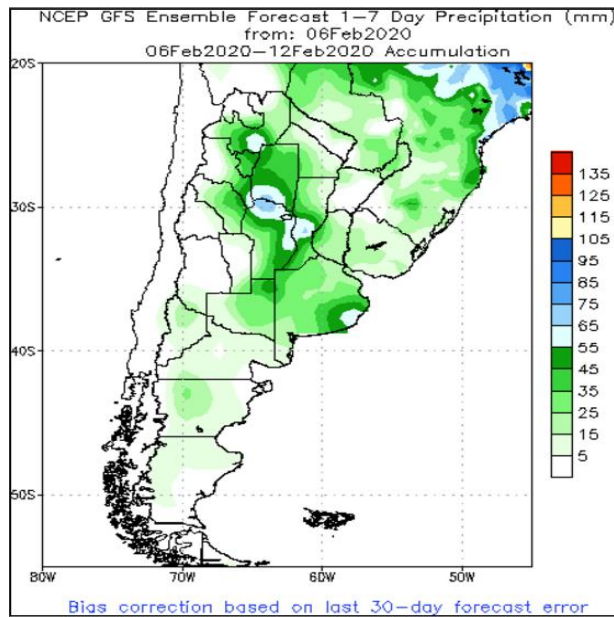 NCEP GFS Ensemble Forecast 1-7 Day Precipitation (mm)
from: 06Feb2020
06Feb2020-12Feb2020 Accumulation
20S
30S
40S
50S
80W
70W
60W
50W
135
125
115
105
95
85
75
65
55
45
35
25
15
5
Bias correction based on last 30-day forecast error